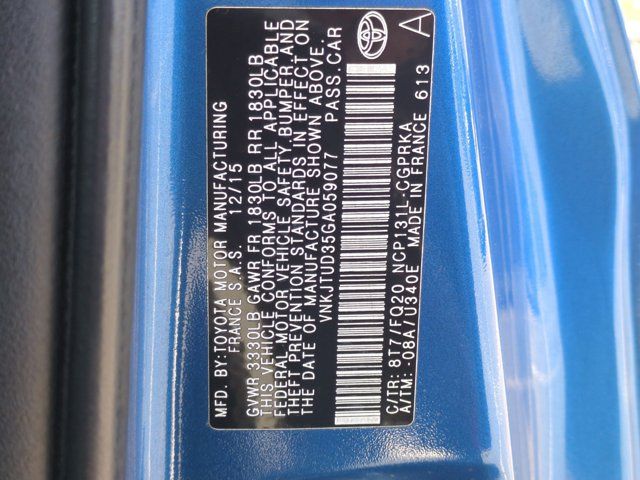 MFD. BY: TOYOTA MOTOR MANUFACTURING
FRANCE S.A.S. 12/15
GVWR 3330LB GAWR FR 1830LB RR 1830LB
THIS VEHICLE CONFORMS TO ALL APPLICABLE
FEDERAL MOTOR VEHICLE SAFETY, BUMPER, AND
THEFT PREVENTION STANDARDS IN EFFECT ON
THE DATE OF MANUFACTURE SHOWN ABOVE.
VNKJTUD35GA059077 PASS. CAR
C/TR: 8T7/FQ20 NCP131L-CGPRKA
A/TM: -08A/U340E MADE IN FRANCE 613
A